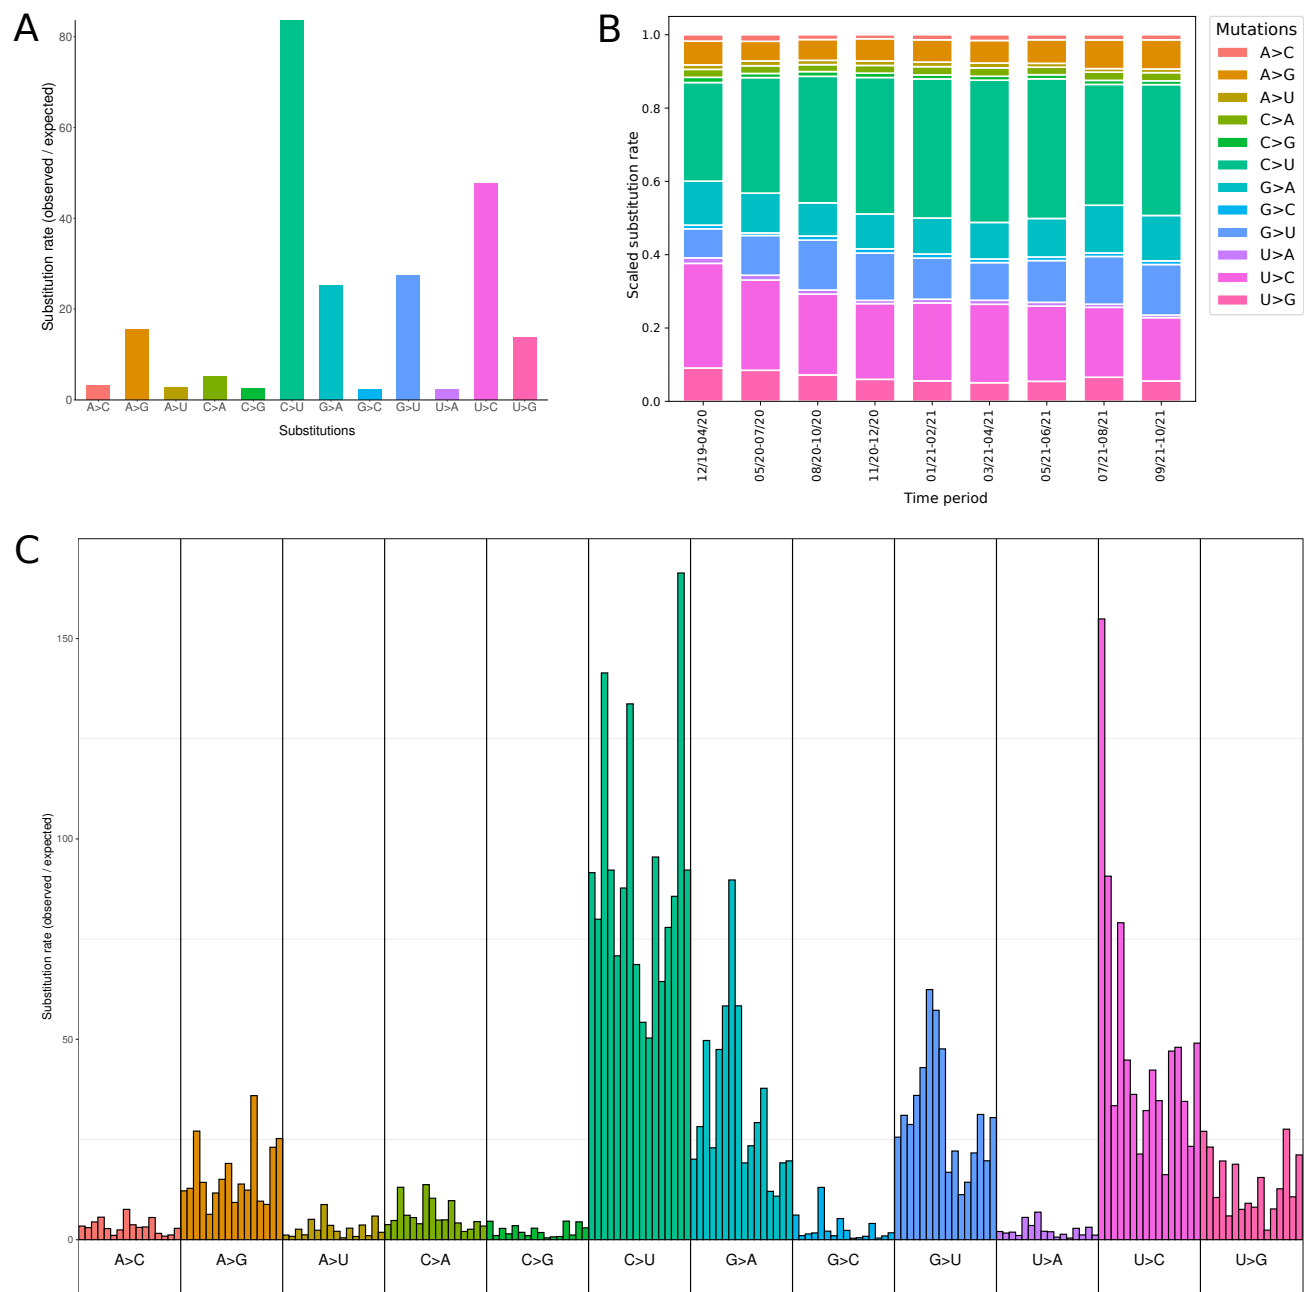 A
80
60
40
20
0
Substitution rate (observed / expected)
A>C A>G A>U C>A C>G C>U G>A G>C G>U U>A U>C U>G
Substitutions
B
1.0
0.8
0.6
0.4
0.2
0.0
Scaled substitution rate
12/19-04/20
05/20-07/20
08/20-10/20
11/20-12/20
01/21-02/21
03/21-04/21
05/21-06/21
07/21-08/21
09/21-10/21
Time period
Mutations
A>C
A>G
A>U
C>A
C>G
C>U
G>A
G>C
G>U
U>A
U>C
U>G
C
150
100
50
0
Substitution rate (observed / expected)
A>C A>G A>U C>A C>G C>U G>A G>C G>U U>A U>C U>G